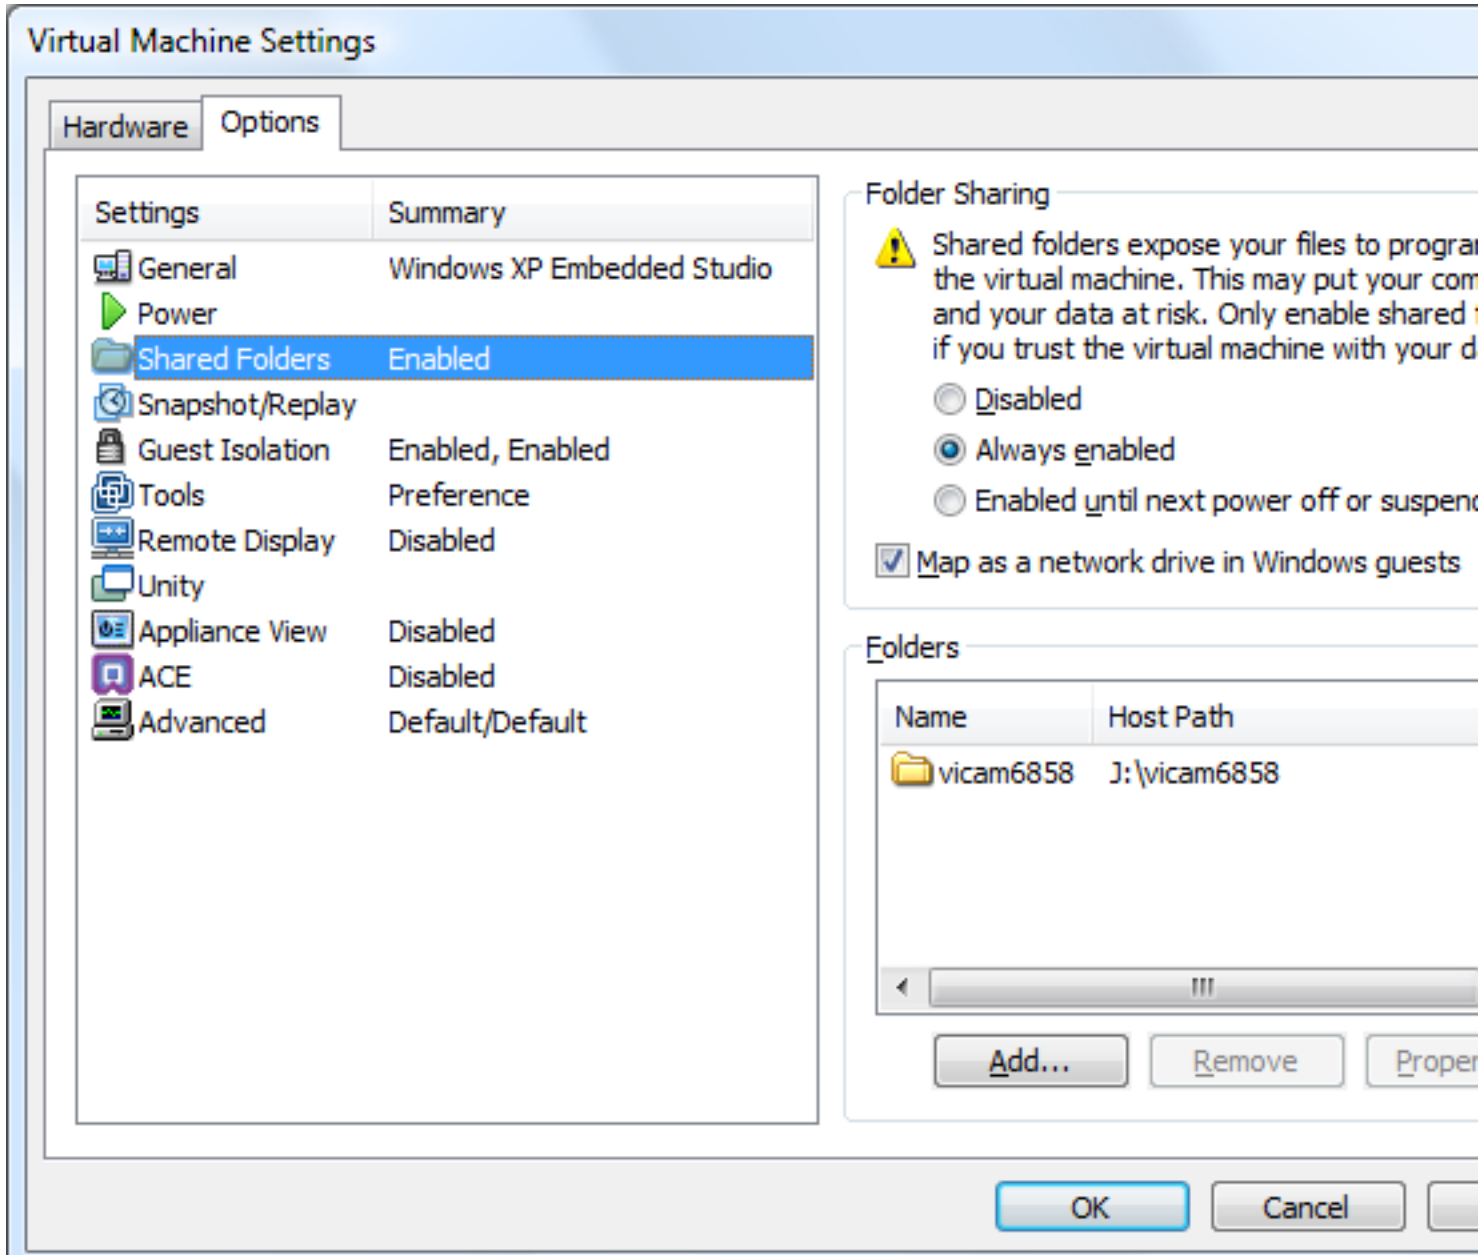 Virtual Machine Settings
Hardware
Options
Settings Summary
General Windows XP Embedded Studio
Power
Shared Folders Enabled
Snapshot/Replay
Guest Isolation Enabled, Enabled
Tools Preference
Remote Display Disabled
Unity
Appliance View Disabled
ACE Disabled
Advanced Default/Default
Folder Sharing
Shared folders expose your files to
the virtual machine. This may put your
and your data at risk. Only enable shared
if you trust the virtual machine with your
Disabled
Always enabled
Enabled until next power off or
Map as a network drive in Windows guests
Folders
Name Host Path
vicam6858 J:\vicam6858
Add... Remove
OK Cancel